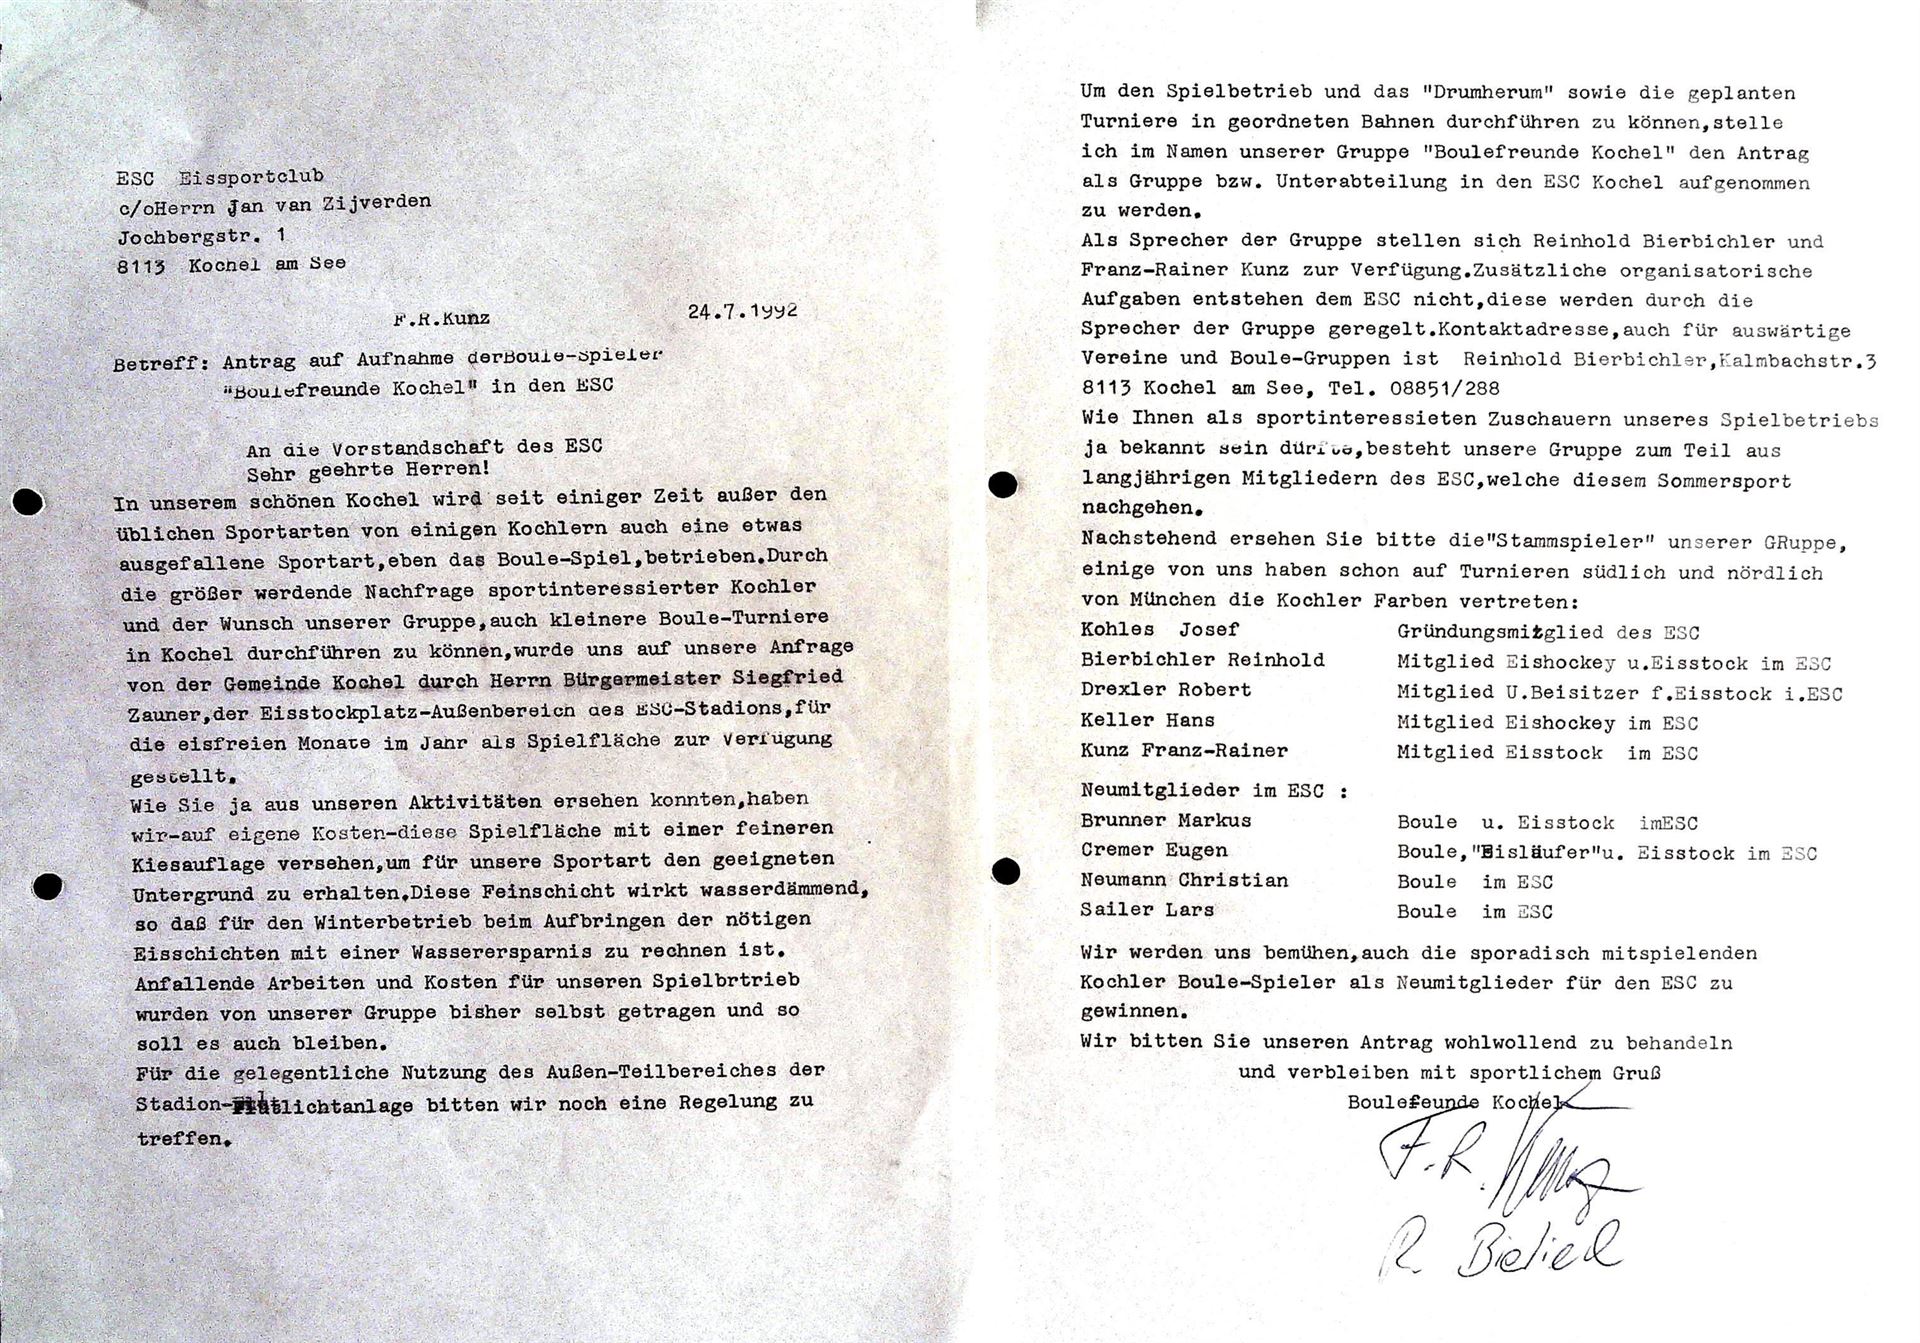 ESC Eissportclub
c/oHerrn Jan van Zijverden
Jochbergstr. 1
8113 Kochel am See
F.R.Kunz 24.7.1992
Betreff: Antrag auf Aufnahme derBoule-Spieler
"Boulefreunde Kochel" in den ESC
An die Vorstandschaft des ESC
Sehr geehrte Herren!
In unserem schönen Kochel wird seit einiger Zeit außer den
üblichen Sportarten von einigen Kochlern auch eine etwas
ausgefallene Sportart,eben das Boule-Spiel,betrieben.Durch
die größer werdende Nachfrage sportinteressierter Kochler
und der Wunsch unserer Gruppe,auch kleinere Boule-Turniere
in Kochel durchführen zu können,wurde uns auf unsere Anfrage
von der Gemeinde Kochel durch Herrn Bürgermeister Siegfried
Zauner,der Eisstockplatz-Außenbereich des ESC-Stadions,für
die eisfreien Monate im Jahr als Spielfläche zur Verfügung
gestellt.
Wie Sie ja aus unseren Aktivitäten ersehen konnten,haben
wir-auf eigene Kosten-diese Spielfläche mit einer feineren
Kiesauflage versehen,um für unsere Sportart den geeigneten
Untergrund zu erhalten.Diese Feinschicht wirkt wasserdämmend,
so daß für den Winterbetrieb beim Aufbringen der nötigen
Eisschichten mit einer Wasserersparnis zu rechnen ist.
Anfallende Arbeiten und Kosten für unseren Spielbrtrieb
wurden von unserer Gruppe bisher selbst getragen und so
soll es auch bleiben.
Für die gelegentliche Nutzung des Außen-Teilbereiches der
Stadion-Flutlichtanlage bitten wir noch eine Regelung zu
treffen.
Um den Spielbetrieb und das "Drumherum" sowie die geplanten
Turniere in geordneten Bahnen durchführen zu können,stelle
ich im Namen unserer Gruppe "Boulefreunde Kochel" den Antrag
als Gruppe bzw. Unterabteilung in den ESC Kochel aufgenommen
zu werden.
Als Sprecher der Gruppe stellen sich Reinhold Bierbichler und
Franz-Rainer Kunz zur Verfügung.Zusätzliche organisatorische
Aufgaben entstehen dem ESC nicht,diese werden durch die
Sprecher der Gruppe geregelt.Kontaktadresse,auch für auswärtige
Vereine und Boule-Gruppen ist Reinhold Bierbichler,Kalmbachstr.3
8113 Kochel am See, Tel. 08851/288
Wie Ihnen als sportinteressieten Zuschauern unseres Spielbetriebs
ja bekannt sein dürfte,besteht unsere Gruppe zum Teil aus
langjährigen Mitgliedern des ESC,welche diesem Sommersport
nachgehen.
Nachstehend ersehen Sie bitte die"Stammspieler" unserer GRuppe,
einige von uns haben schon auf Turnieren südlich und nördlich
von München die Kochler Farben vertreten:
Kohles Josef Gründungsmitglied des ESC
Bierbichler Reinhold Mitglied Eishockey u.Eisstock im ESC
Drexler Robert Mitglied U.Beisitzer f.Eisstock i.ESC
Keller Hans Mitglied Eishockey im ESC
Kunz Franz-Rainer Mitglied Eisstock im ESC
Neumitglieder im ESC :
Brunner Markus Boule u. Eisstock imESC
Cremer Eugen Boule,"Eisläufer"u. Eisstock im ESC
Neumann Christian Boule im ESC
Sailer Lars Boule im ESC
Wir werden uns bemühen,auch die sporadisch mitspielenden
Kochler Boule-Spieler als Neumitglieder für den ESC zu
gewinnen.
Wir bitten Sie unseren Antrag wohlwollend zu behandeln
und verbleiben mit sportlichem Gruß
Boulefeunde Kochel
F.R. Kunz
R.